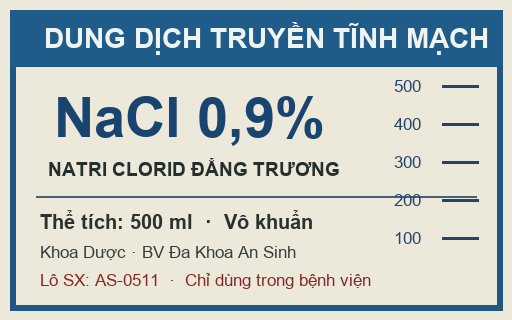 DUNG DỊCH TRUYỀN TĨNH MẠCH
NaCl 0,9%
NATRI CLORID ĐẲNG TRƯƠNG
Thể tích: 500 ml · Vô khuẩn
Khoa Dược · BV Đa Khoa An Sinh
Lô SX: AS-0511 · Chỉ dùng trong bệnh viện
500
400
300
200
100